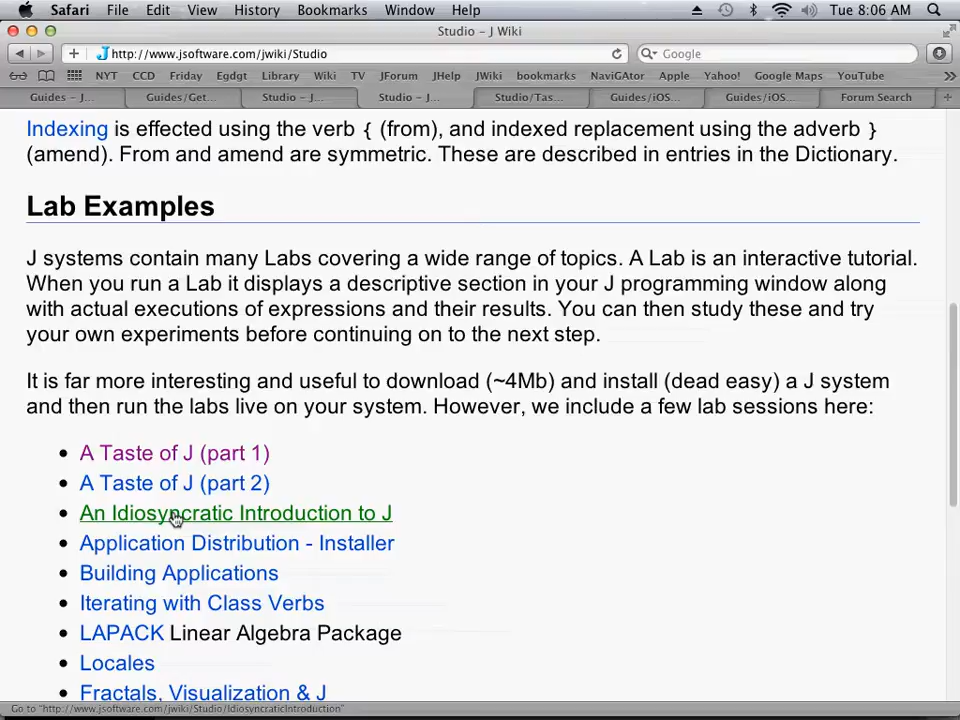 Safari File Edit View History Bookmarks Window Help Tue 8:06 AM
Studio – J Wiki
http://www.jsoftware.com/jwiki/Studio Google
NYT CCD Friday Egdgt Library Wiki TV JForum JHelp JWiki bookmarks NaviGAtor Apple Yahoo! Google Maps YouTube
Guides – J... Guides/Get... Studio – J... Studio – J... Studio/Tas... Guides/iOS... Guides/iOS... Forum Search
Indexing is effected using the verb { (from), and indexed replacement using the adverb }
(amend). From and amend are symmetric. These are described in entries in the Dictionary.
Lab Examples
J systems contain many Labs covering a wide range of topics. A Lab is an interactive tutorial.
When you run a Lab it displays a descriptive section in your J programming window along
with actual executions of expressions and their results. You can then study these and try
your own experiments before continuing on to the next step.
It is far more interesting and useful to download (~4Mb) and install (dead easy) a J system
and then run the labs live on your system. However, we include a few lab sessions here:
• A Taste of J (part 1)
• A Taste of J (part 2)
• An Idiosyncratic Introduction to J
• Application Distribution - Installer
• Building Applications
• Iterating with Class Verbs
• LAPACK Linear Algebra Package
• Locales
• Fractals, Visualization & J
Go to "http://www.jsoftware.com/jwiki/Studio/IdiosyncraticIntroduction"